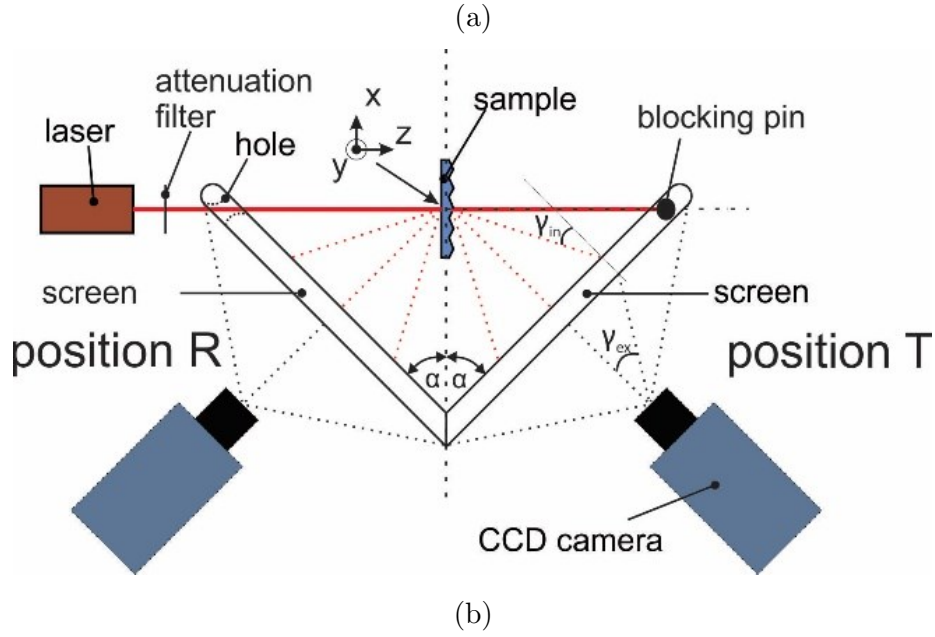 (a)
attenuation
filter
sample
blocking pin
laser
hole
x
z
y
γin
screen
screen
position R
γex
position T
α
α
CCD camera
(b)